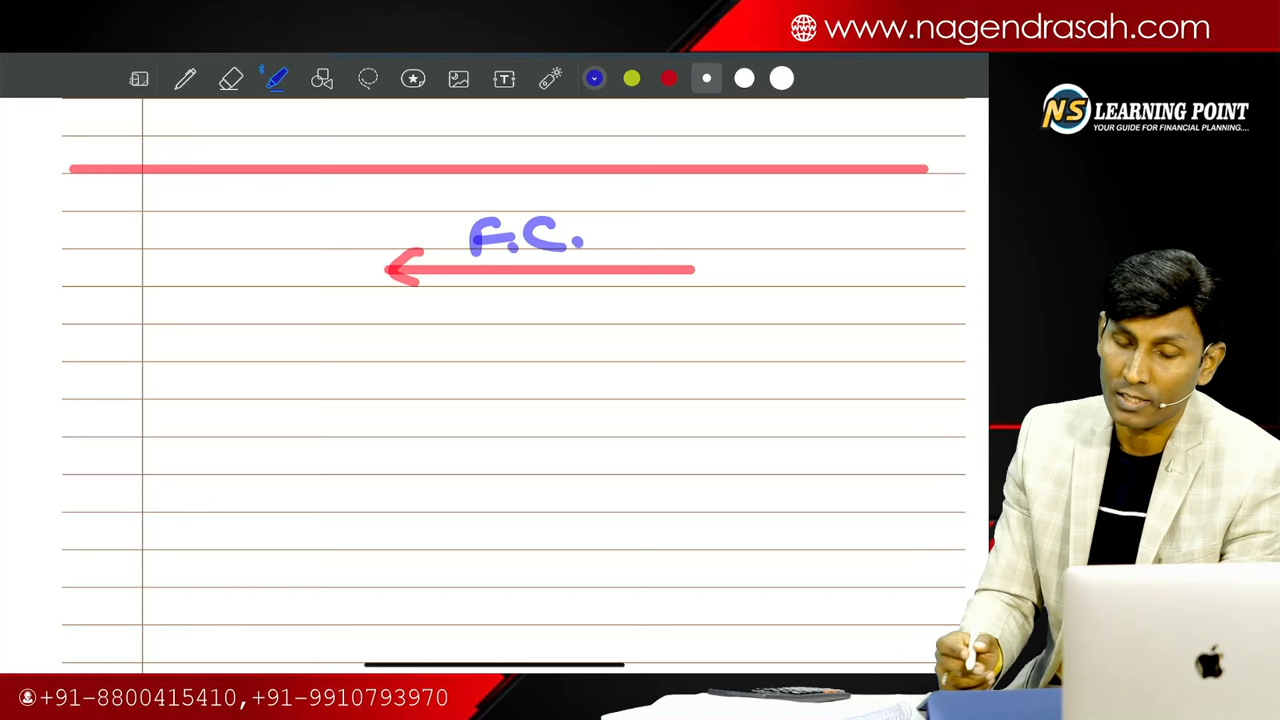 www.nagendrasah.com
NS LEARNING POINT
YOUR GUIDE FOR FINANCIAL PLANNING....
F.C.
+91-8800415410,+91-9910793970